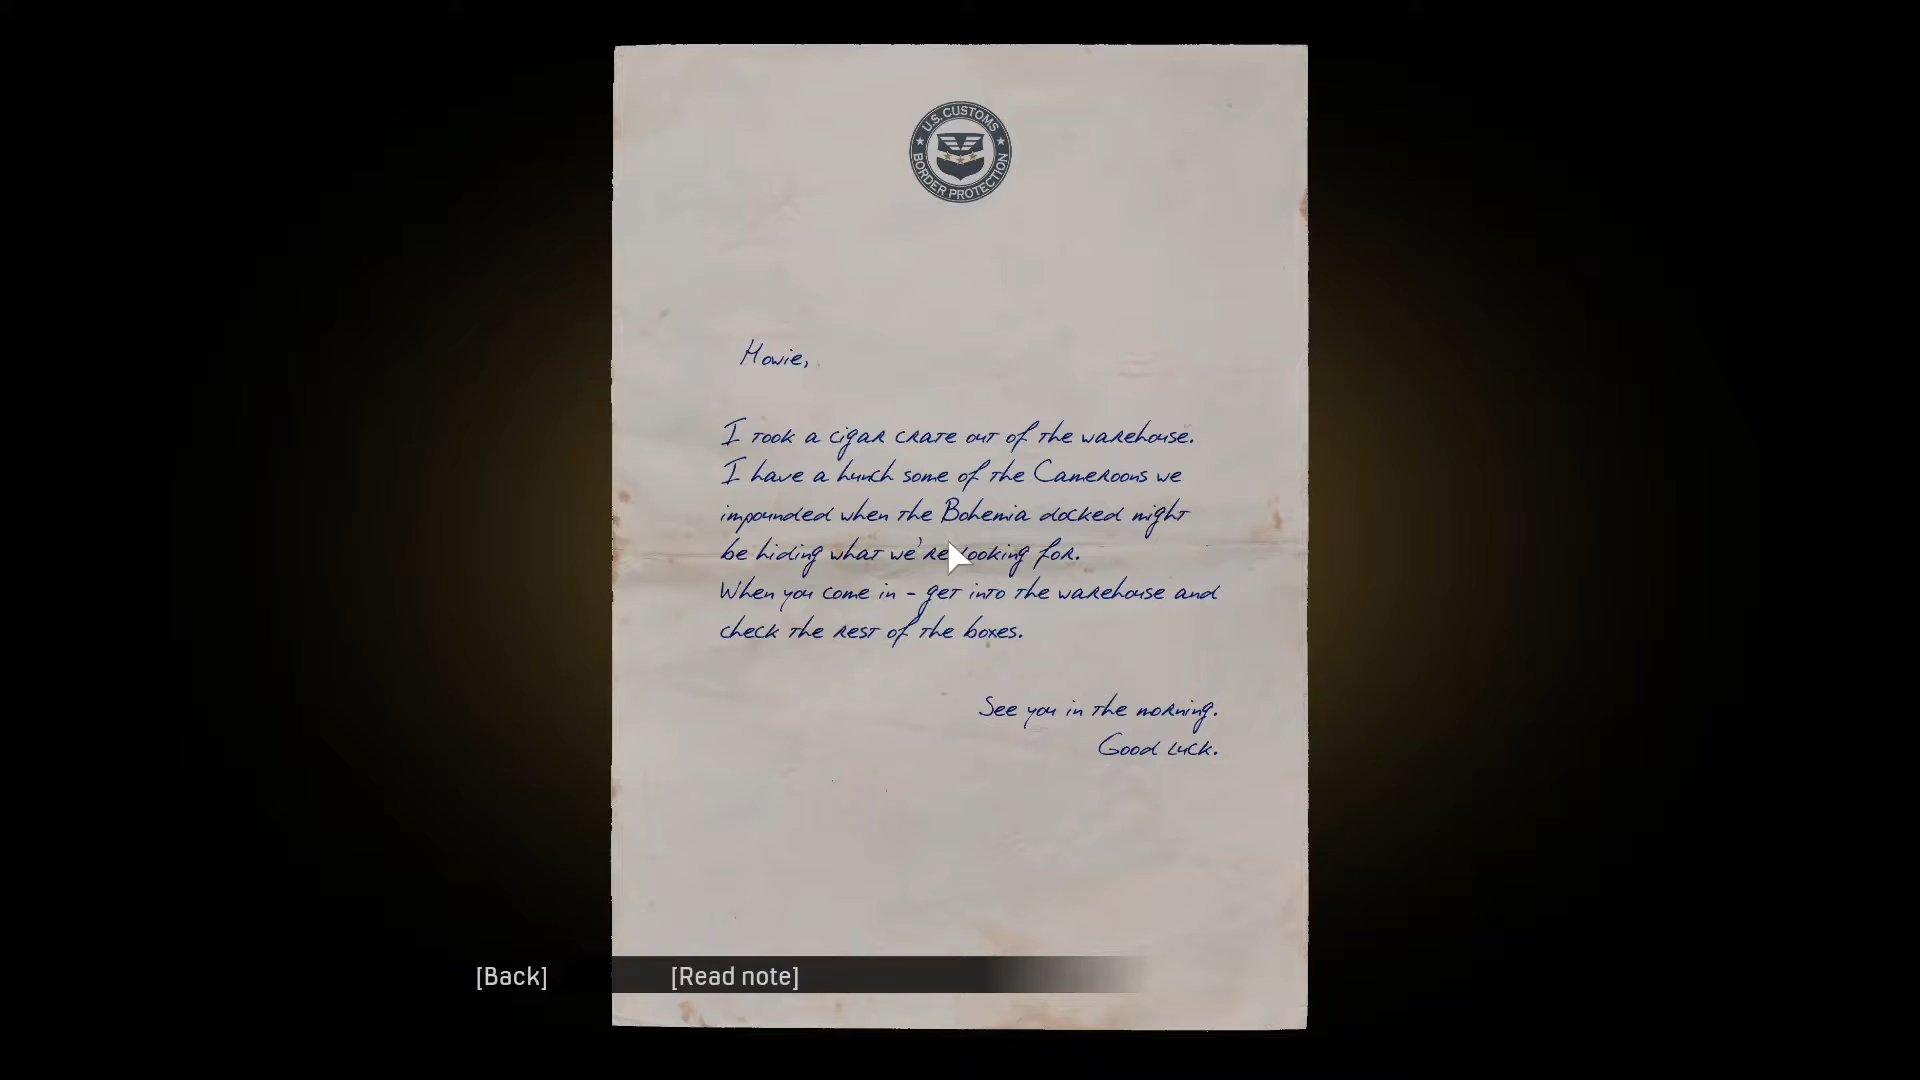 U.S. CUSTOMS
BORDER PROTECTION
Howie,
I took a cigar crate out of the warehouse.
I have a hunch some of the Cameroons we
impounded when the Bohemia docked might
be hiding what we're looking for.
When you come in - get into the warehouse and
check the rest of the boxes.
See you in the morning.
Good luck.
[Back] [Read note]